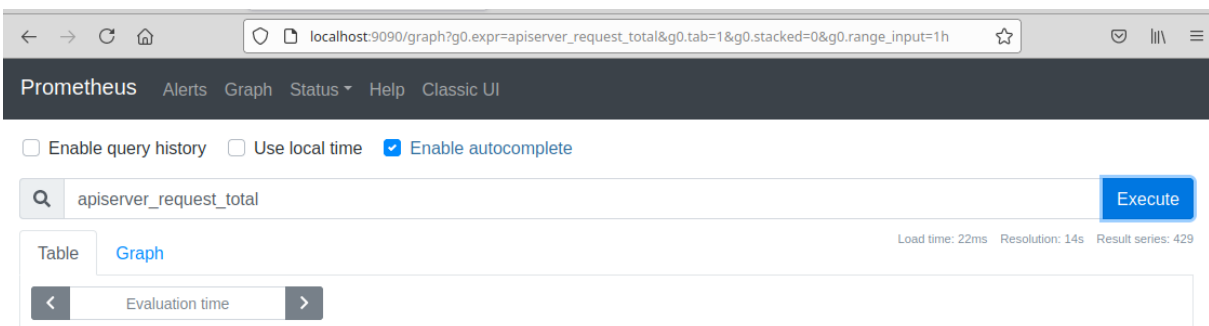 localhost:9090/graph?g0.expr=apiserver_request_total&g0.tab=1&g0.stacked=0&g0.range_input=1h
Prometheus Alerts Graph Status Help Classic UI
Enable query history Use local time Enable autocomplete
apiserver_request_total Execute
Load time: 22ms Resolution: 14s Result series: 429
Table Graph
Evaluation time